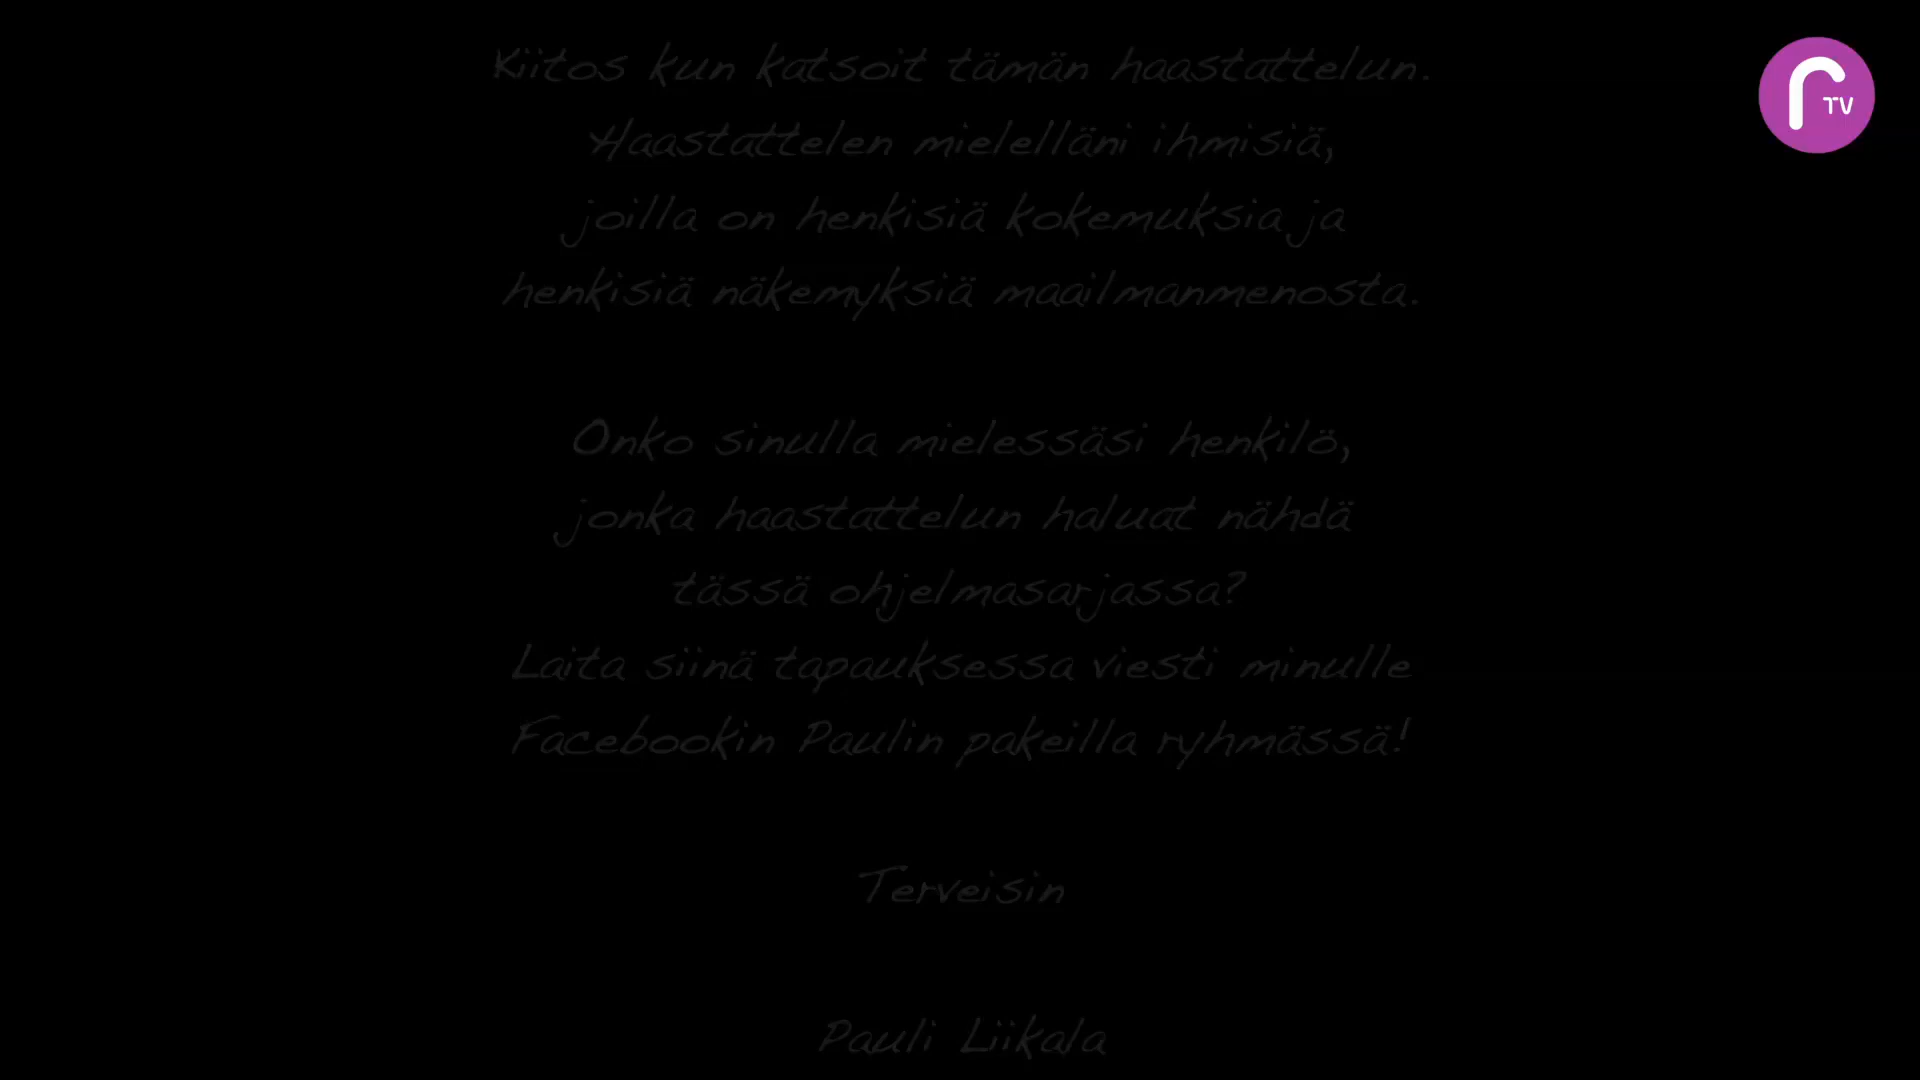 Kiitos kun katsoit tämän haastattelun.
Haastattelen mielelläni ihmisiä,
joilla on henkisiä kokemuksia ja
henkisiä näkemyksiä maailmanmenosta.
Onko sinulla mielessäsi henkilö,
jonka haastattelun haluat nähdä
tässä ohjelmasarjassa?
Laita siinä tapauksessa viesti minulle
Facebookin Paulin pakeilla ryhmässä!
Terveisin
Pauli Liikala
r TV